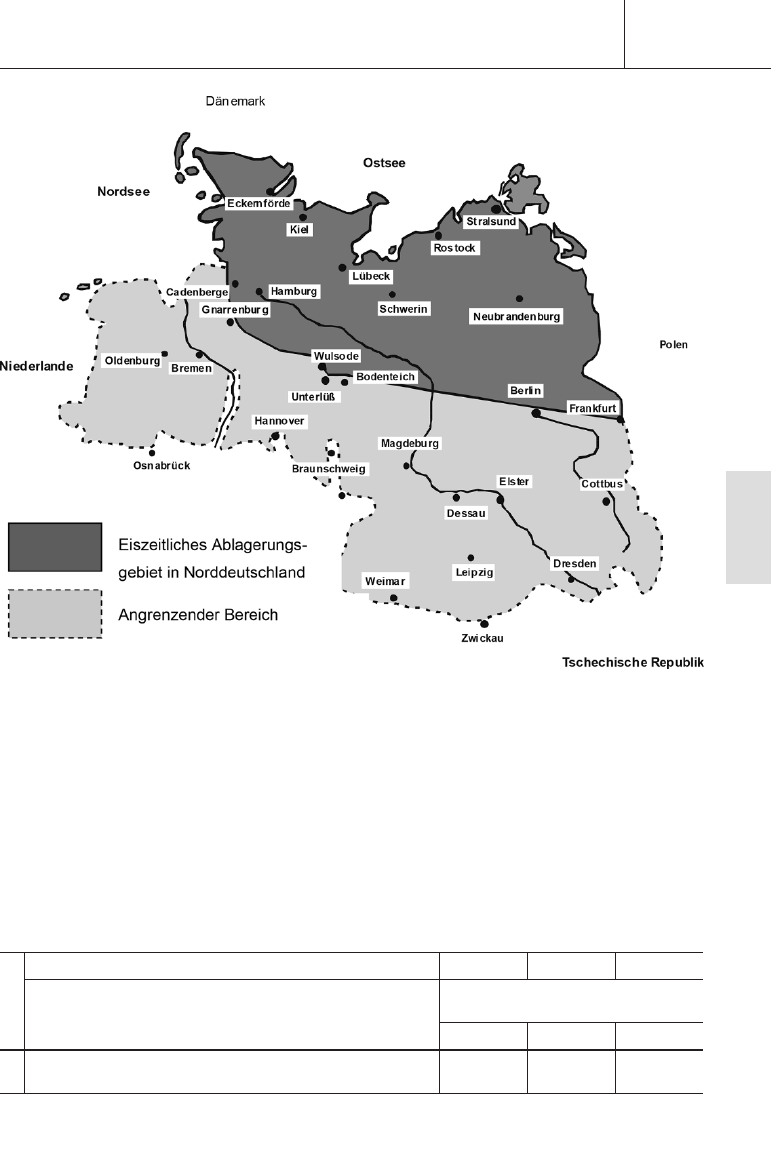 Dänemark
Ostsee
Nordsee
Eckernförde
Stralsund
Kiel
Rostock
Lübeck
Cadenberge
Hamburg
Gnarrenburg
Schwerin
Neubrandenburg
Polen
Niederlande
Oldenburg
Bremen
Wulsode
Bodenteich
Berlin
Unterlüß
Frankfurt
Hannover
Magdeburg
Osnabrück
Braunschweig
Elster
Cottbus
Dessau
Eiszeitliches Ablagerungs-
gebiet in Norddeutschland
Leipzig
Dresden
Weimar
Angrenzender Bereich
Zwickau
Tschechische Republik